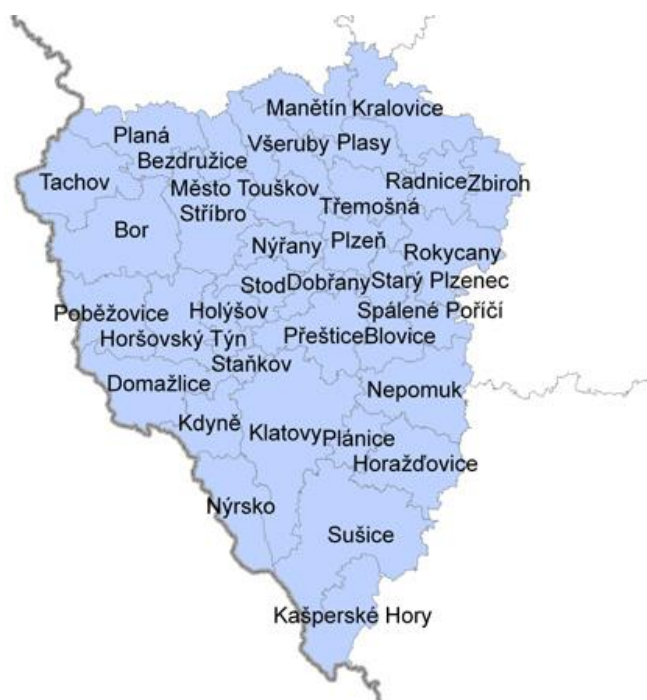 Manětín Kralovice
Planá
Všeruby Plasy
Bezdružice
Tachov
Město Touškov
Radnice Zbiroh
Stříbro
Třemošná
Bor
Nýřany
Plzeň
Rokycany
Stod
Dobřany
Starý Plzenec
Poběžovice
Holýšov
Spálené Poříčí
Horšovský Týn
Přeštice
Blovice
Staňkov
Domažlice
Nepomuk
Kdyně
Klatovy
Plánice
Horažďovice
Nýrsko
Sušice
Kašperské Hory